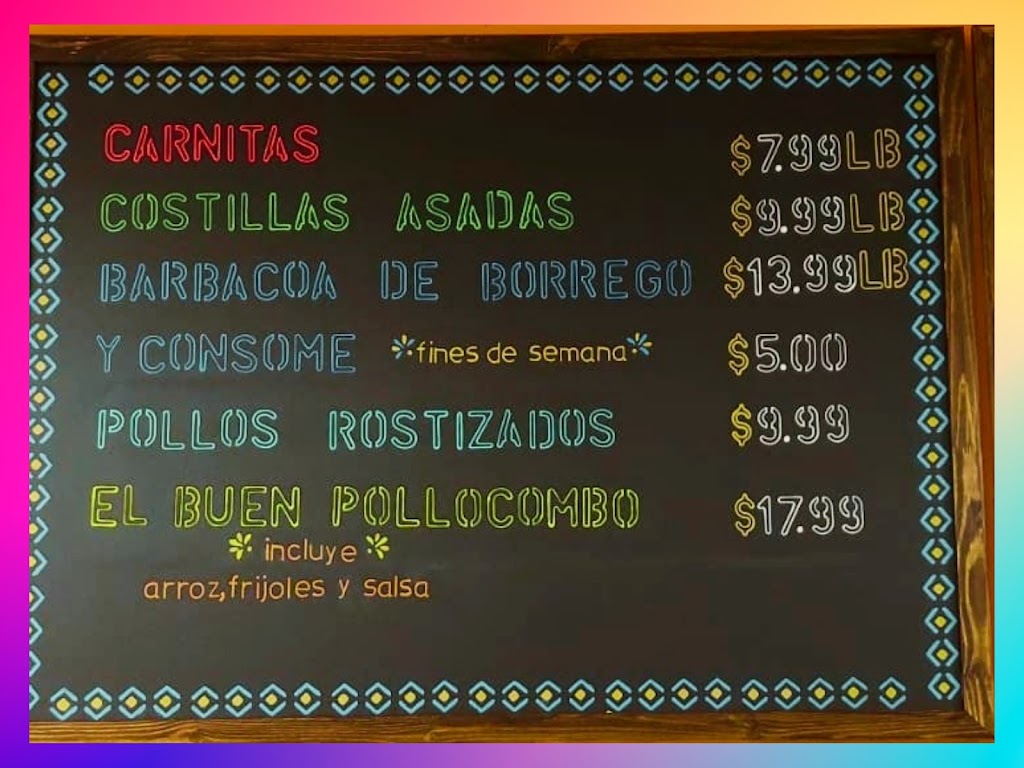 CARNITAS $7.99LB
COSTILLAS ASADAS $9.99LB
BARBACOA DE BORREGO $13.99LB
Y CONSOME fines de semana $5.00
POLLOS ROSTIZADOS $9.99
EL BUEN POLLOCOMBO $17.99
incluye
arroz,frijoles y salsa